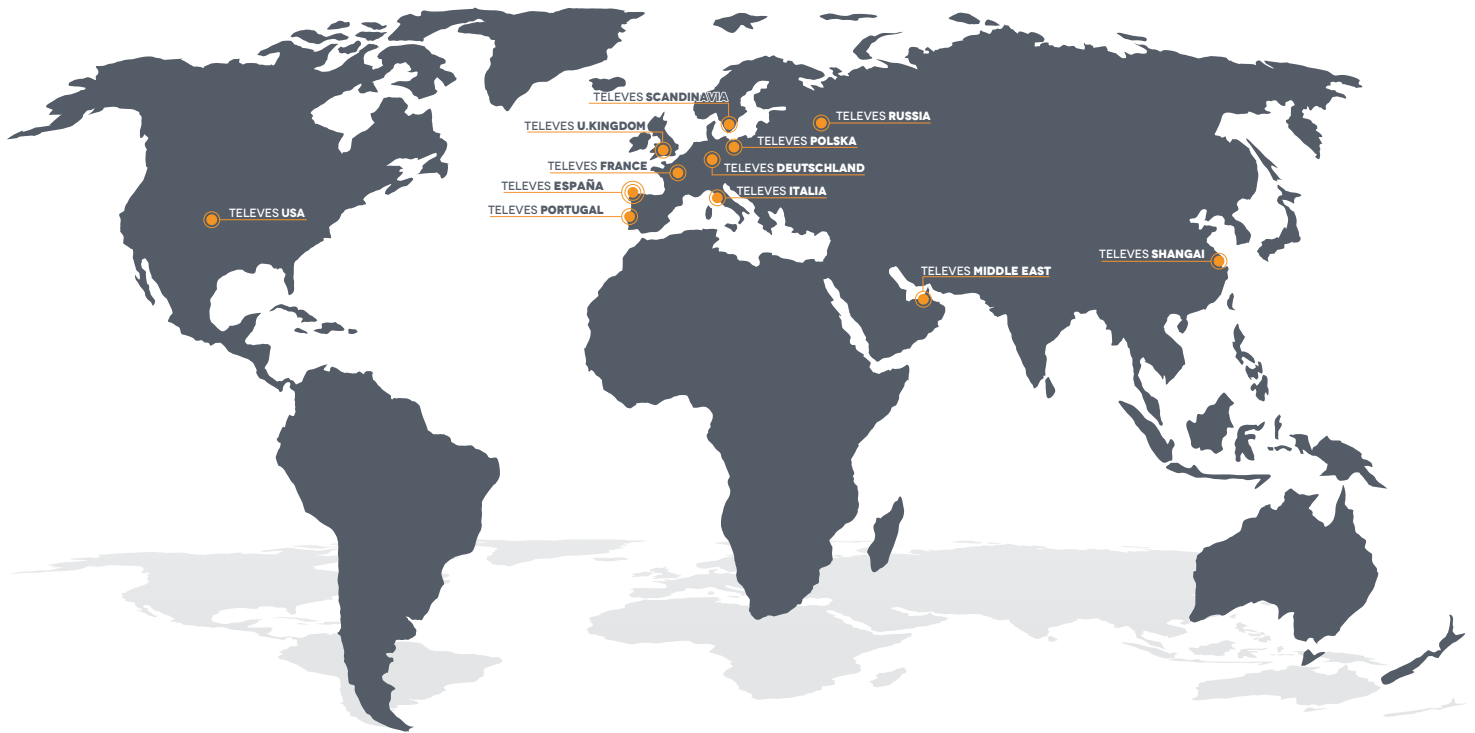 TELEVES SCANDINAVIA
TELEVES RUSSIA
TELEVES U.KINGDOM
TELEVES POLSKA
TELEVES FRANCE
TELEVES DEUTSCHLAND
TELEVES ESPAÑA
TELEVES ITALIA
TELEVES PORTUGAL
TELEVES USA
TELEVES SHANGAI
TELEVES MIDDLE EAST